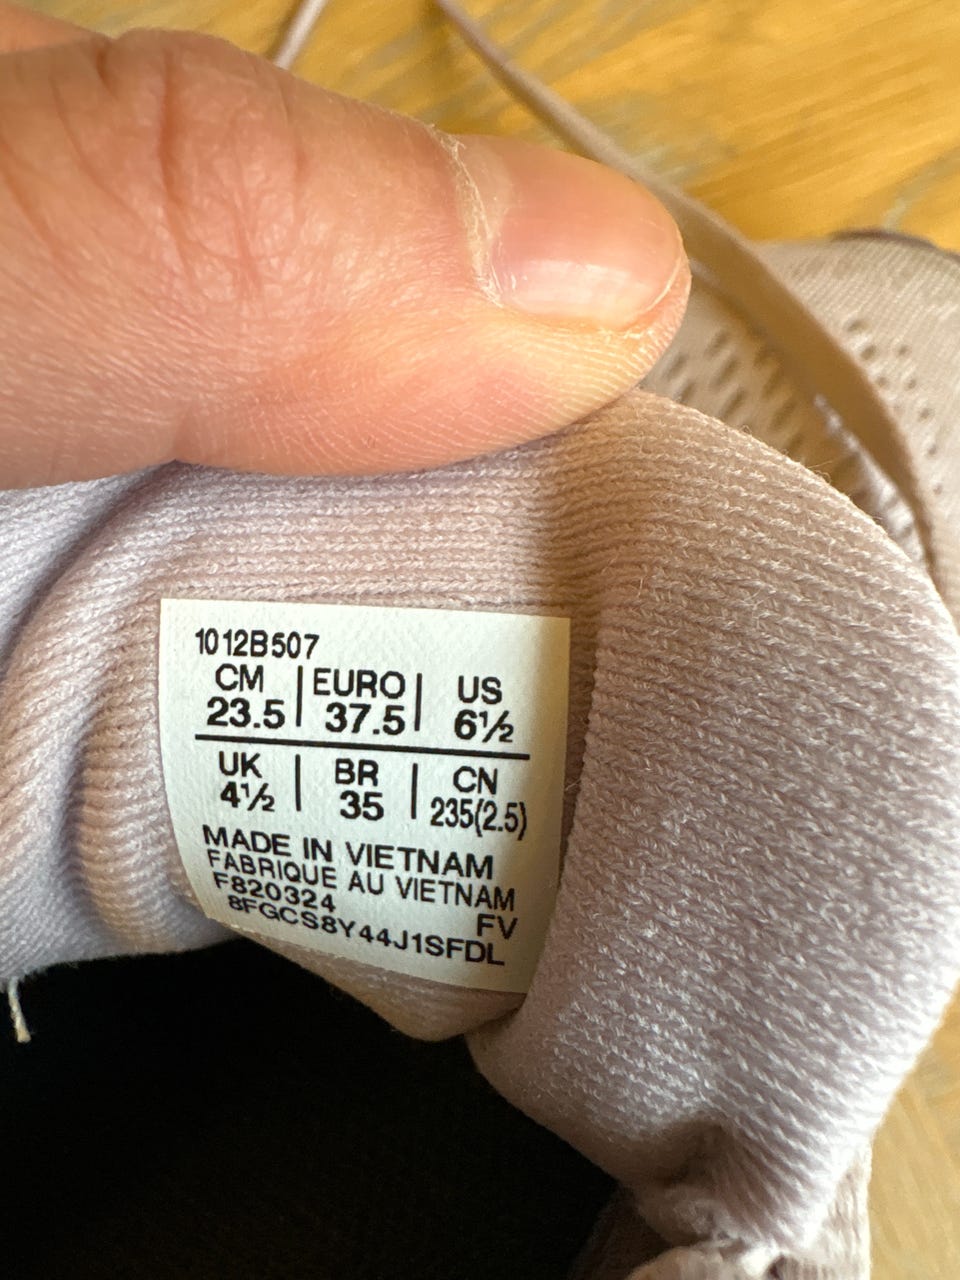 1012B507
CM | EURO | US
23.5 | 37.5 | 6½
UK | BR | CN
4½ | 35 | 235(2.5)
MADE IN VIETNAM
FABRIQUE AU VIETNAM
F820324 FV
8FGCS8Y44J1SFDL